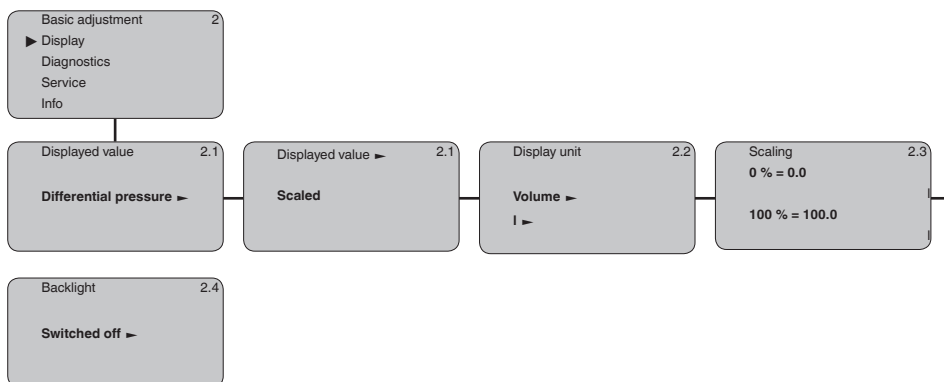 Basic adjustment 2
▶ Display
Diagnostics
Service
Info
Displayed value 2.1
Differential pressure ►
Displayed value ► 2.1
Scaled
Display unit 2.2
Volume ►
l ►
Scaling 2.3
0 % = 0.0
l
100 % = 100.0
l
Backlight 2.4
Switched off ►